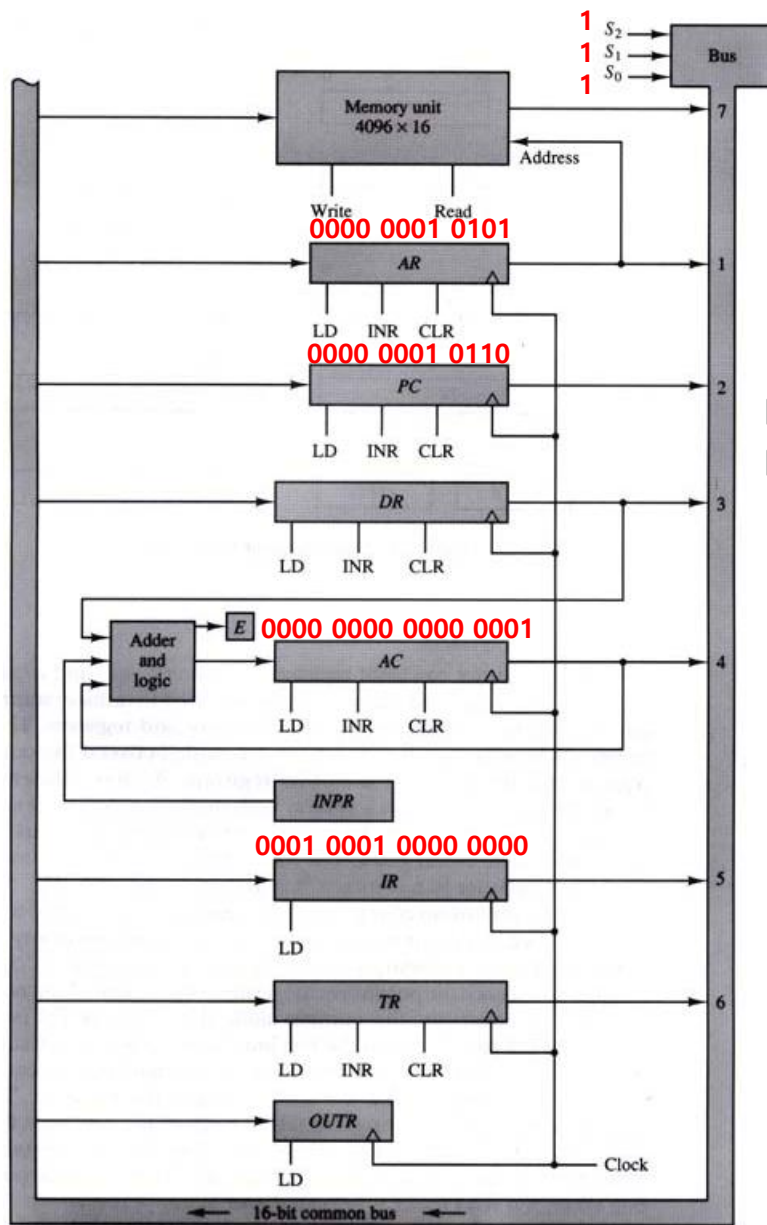 1 S2
1 S1
1 S0
Bus
Memory unit
4096 × 16
7
Address
Write Read
0000 0001 0101
AR
1
LD INR CLR
0000 0001 0110
PC
2
LD INR CLR
DR
3
LD INR CLR
E
0000 0000 0000 0001
Adder
and
logic
AC
4
LD INR CLR
INPR
0001 0001 0000 0000
IR
5
LD
TR
6
LD INR CLR
OUTR
LD
Clock
16-bit common bus